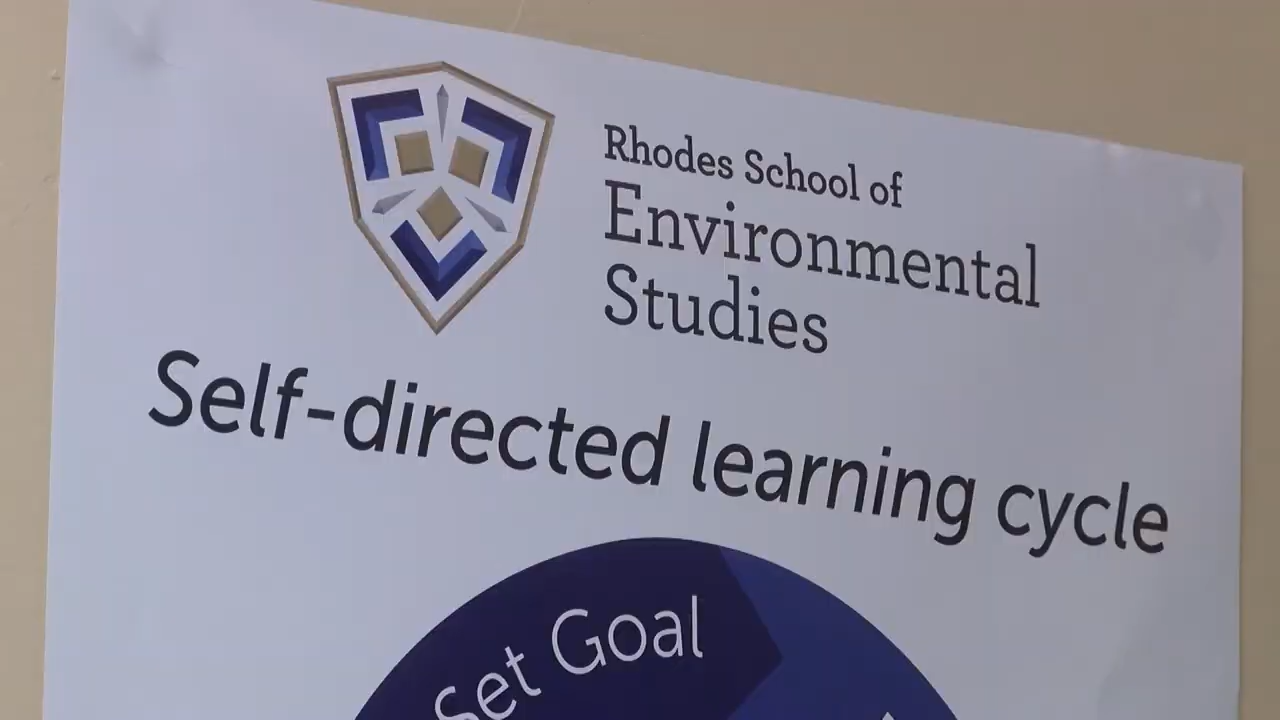 Rhodes School of
Environmental
Studies
Self-directed learning cycle
Set Goal